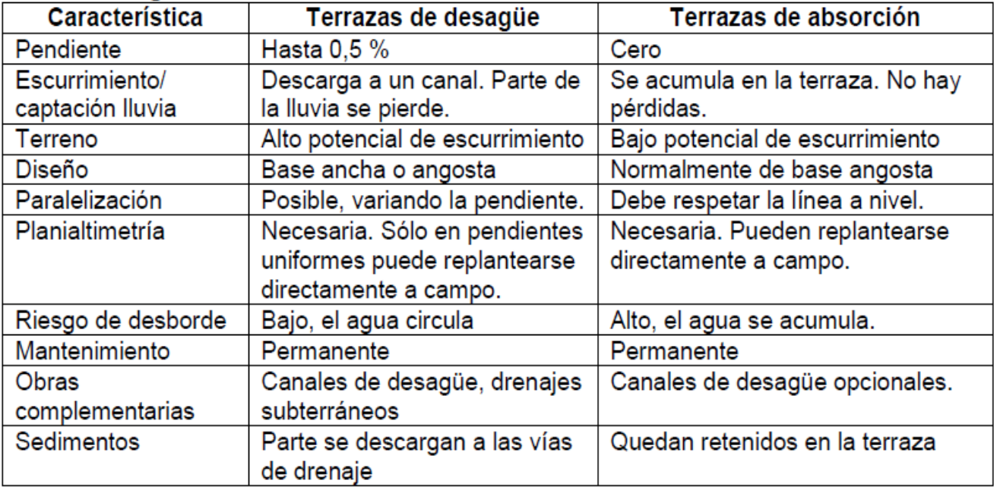 Característica Terrazas de desagüe Terrazas de absorción
Pendiente Hasta 0,5 % Cero
Escurrimiento/ Descarga a un canal. Parte de Se acumula en la terraza. No hay
captación lluvia la lluvia se pierde. pérdidas.
Terreno Alto potencial de escurrimiento Bajo potencial de escurrimiento
Diseño Base ancha o angosta Normalmente de base angosta
Paralelización Posible, variando la pendiente. Debe respetar la línea a nivel.
Planialtimetría Necesaria. Sólo en pendientes Necesaria. Pueden replantearse
uniformes puede replantearse directamente a campo.
directamente a campo.
Riesgo de desborde Bajo, el agua circula Alto, el agua se acumula.
Mantenimiento Permanente Permanente
Obras Canales de desagüe, drenajes Canales de desagüe opcionales.
complementarias subterráneos
Sedimentos Parte se descargan a las vías Quedan retenidos en la terraza
de drenaje